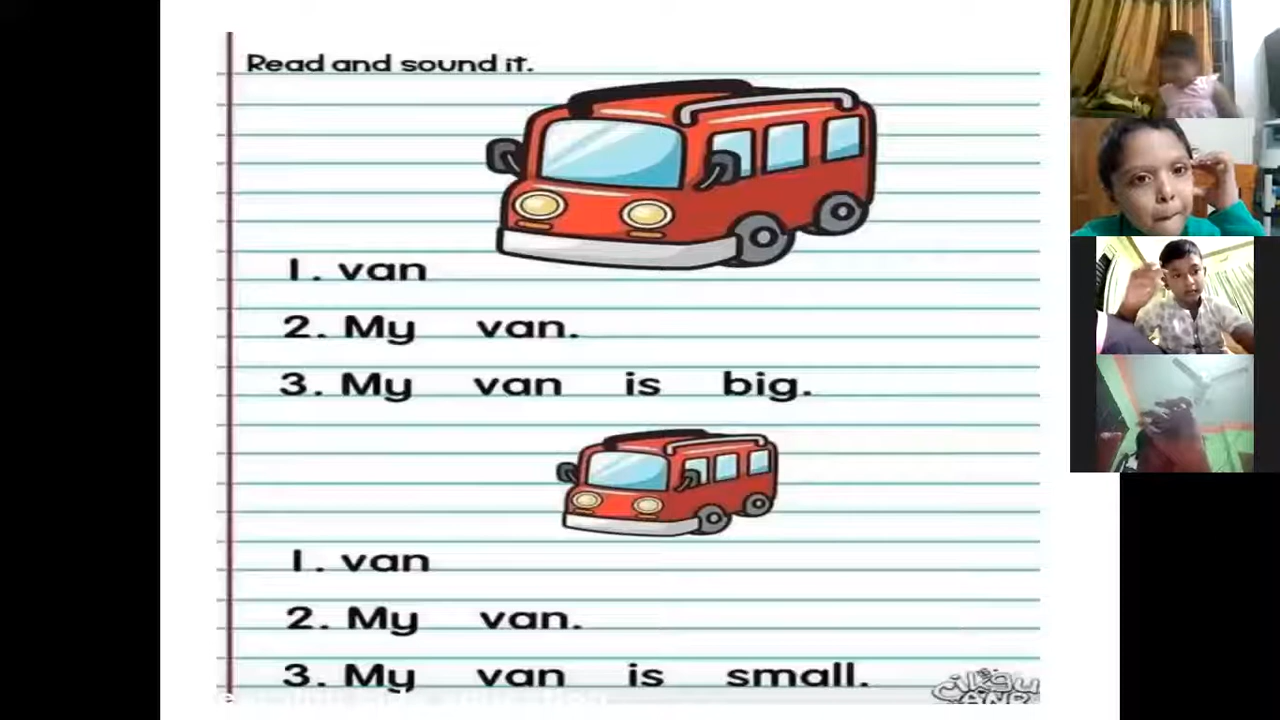 Read and sound it.
1. van
2. My van.
3. My van is big.
1. van
2. My van.
3. My van is small.